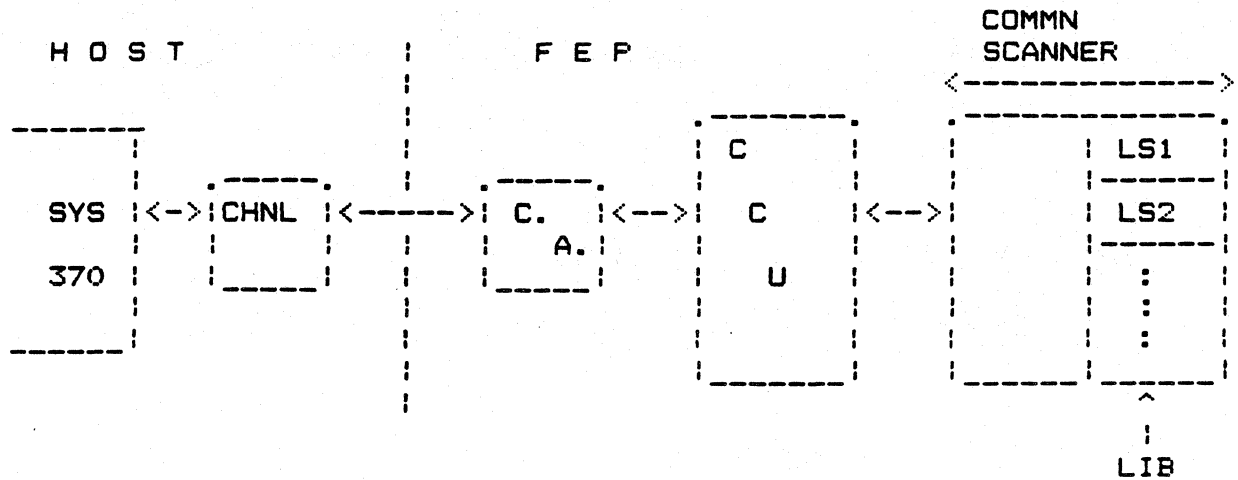 COMMN
H O S T F E P SCANNER
C LS1
SYS CHNL C. C LS2
A.
370 U
LIB